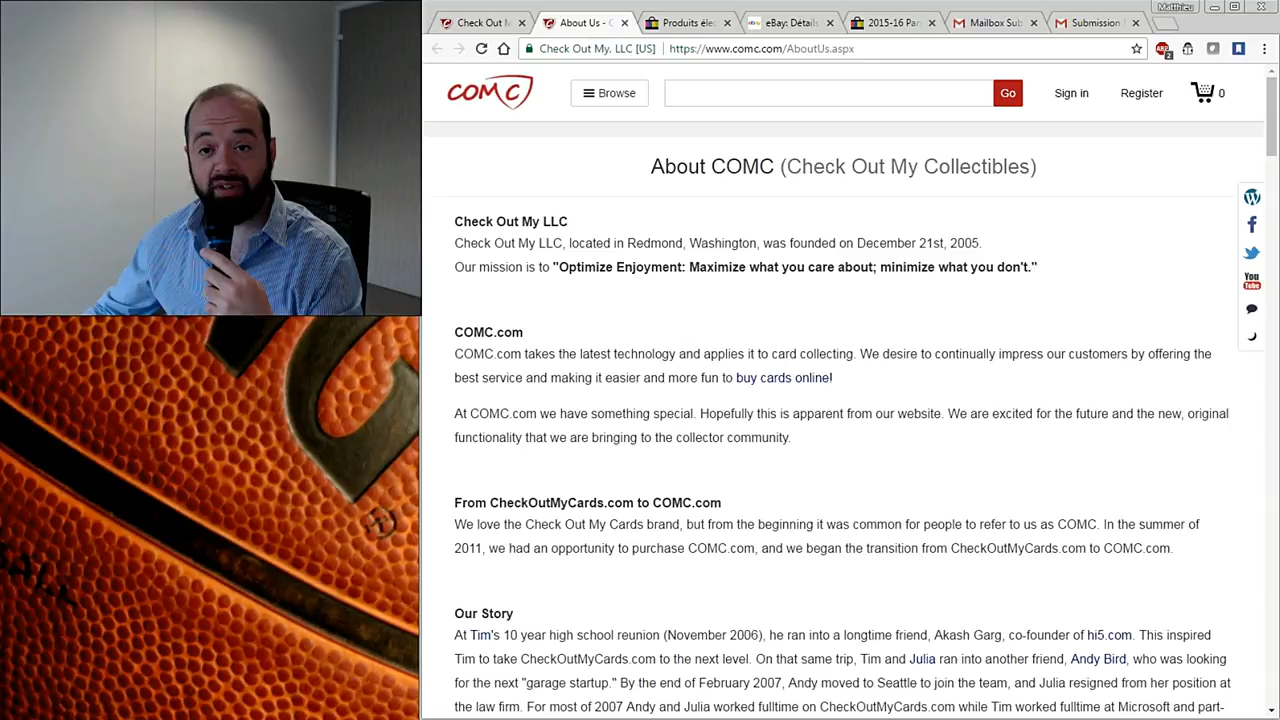 Matthieu
Check Out M
About Us - C
Produits éle
eBay: Détails
2015-16 Pan
Mailbox Sub
Submission
Check Out My, LLC [US]
https://www.comc.com/AboutUs.aspx
2
COMC
Browse
Go
Sign in
Register
0
About COMC (Check Out My Collectibles)
Check Out My LLC
Check Out My LLC, located in Redmond, Washington, was founded on December 21st, 2005.
Our mission is to "Optimize Enjoyment: Maximize what you care about; minimize what you don't."
COMC.com
COMC.com takes the latest technology and applies it to card collecting. We desire to continually impress our customers by offering the
best service and making it easier and more fun to buy cards online!
At COMC.com we have something special. Hopefully this is apparent from our website. We are excited for the future and the new, original
functionality that we are bringing to the collector community.
From CheckOutMyCards.com to COMC.com
We love the Check Out My Cards brand, but from the beginning it was common for people to refer to us as COMC. In the summer of
2011, we had an opportunity to purchase COMC.com, and we began the transition from CheckOutMyCards.com to COMC.com.
Our Story
At Tim's 10 year high school reunion (November 2006), he ran into a longtime friend, Akash Garg, co-founder of hi5.com. This inspired
Tim to take CheckOutMyCards.com to the next level. On that same trip, Tim and Julia ran into another friend, Andy Bird, who was looking
for the next "garage startup." By the end of February 2007, Andy moved to Seattle to join the team, and Julia resigned from her position at
the law firm. For most of 2007 Andy and Julia worked fulltime on CheckOutMyCards.com while Tim worked fulltime at Microsoft and part-
You
Tube